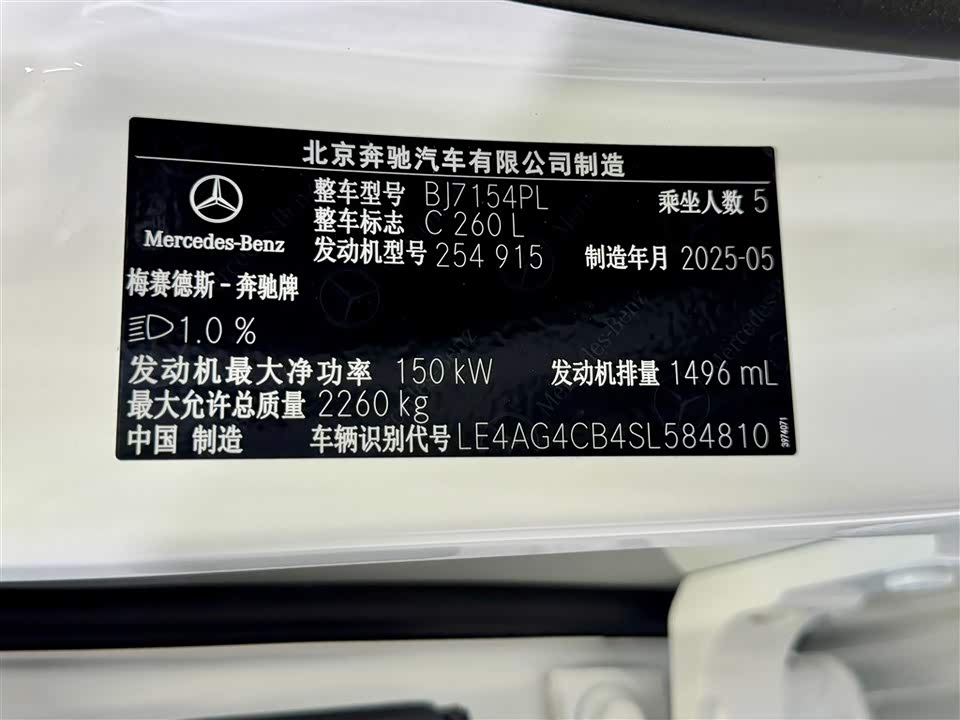 北京奔驰汽车有限公司制造
整车型号 BJ7154PL 乘坐人数 5
整车标志 C 260 L
Mercedes-Benz
发动机型号 254 915 制造年月 2025-05
梅赛德斯-奔驰牌
1.0 %
发动机最大净功率 150 kW 发动机排量 1496 mL
最大允许总质量 2260 kg
中国 制造 车辆识别代号 LE4AG4CB4SL584810
3974071